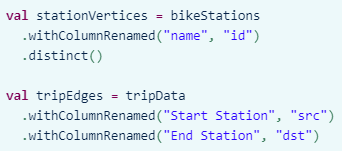 val stationVertices = bikeStations
  .withColumnRenamed("name", "id")
  .distinct()

val tripEdges = tripData
  .withColumnRenamed("Start Station", "src")
  .withColumnRenamed("End Station", "dst")